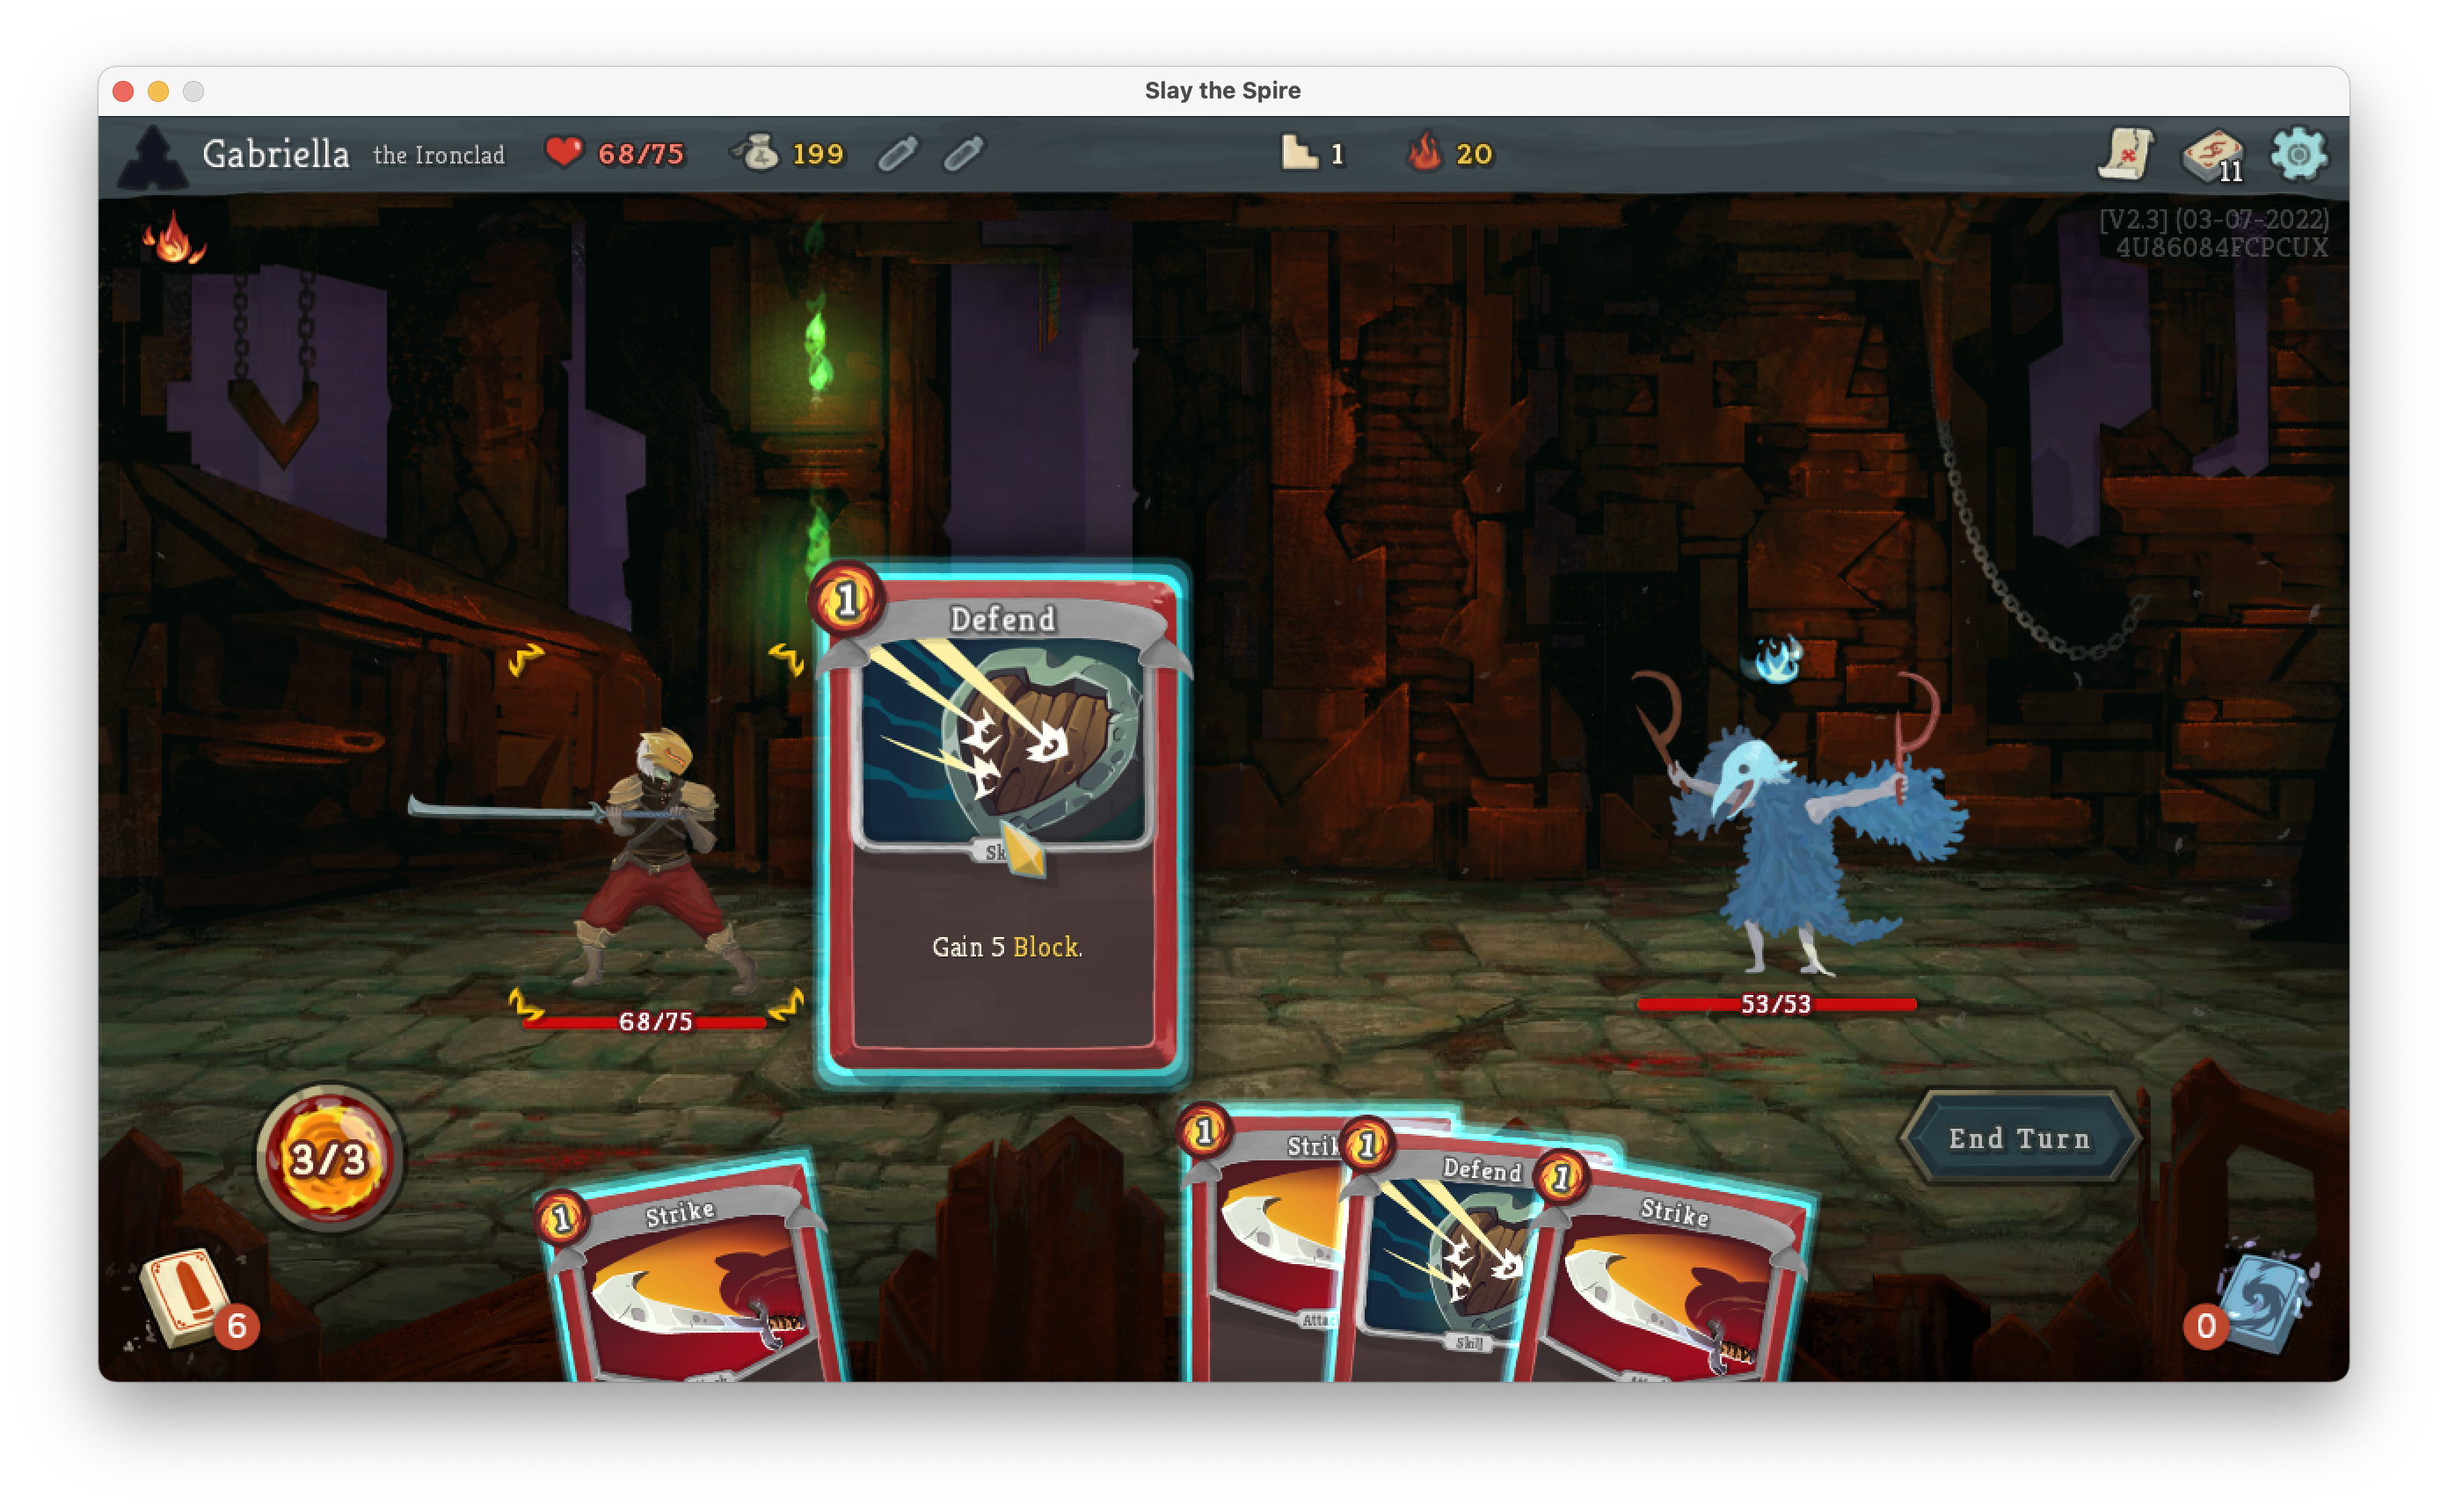 Slay the Spire
Gabriella the Ironclad 68/75 4 199 1 20 11
[V2.3] (03-07-2022)
4U86084FCPCUX
1
Defend
Gain 5 Block.
68/75
53/53
3/3
1
Strike
1
1
Defend
Skill
1
Strike
End Turn
6
0